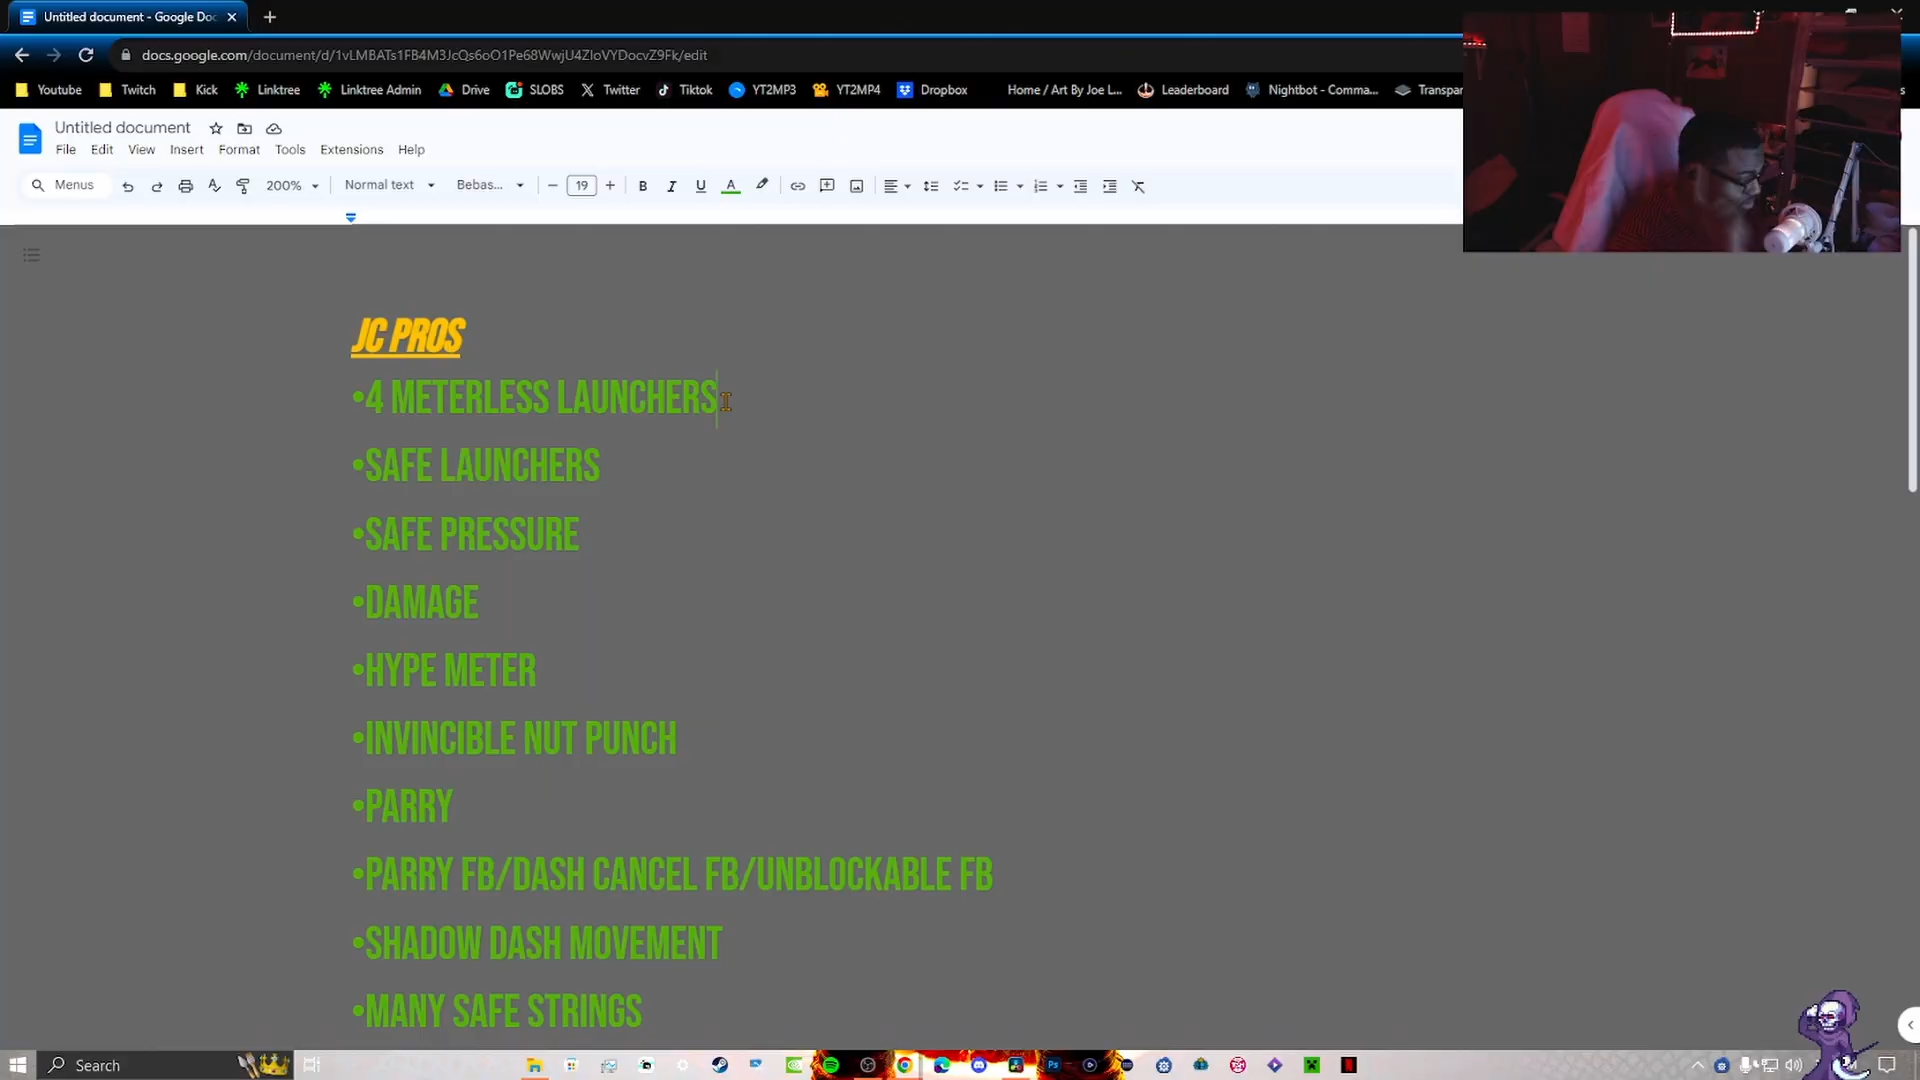 Untitled document - Google Doc
docs.google.com/document/d/1vLMBATs1FB4M3JcQs6oO1Pe68WwjU4ZloVYDocvZ9Fk/edit
Youtube Twitch Kick Linktree Linktree Admin Drive SLOBS Twitter Tiktok YT2MP3 YT2MP4 Dropbox Home / Art By Joe L... Leaderboard Nightbot - Comma... Transpar
Untitled document
File Edit View Insert Format Tools Extensions Help
Menus 200% Normal text Bebas... 19
JC PROS
•4 METERLESS LAUNCHERS
•SAFE LAUNCHERS
•SAFE PRESSURE
•DAMAGE
•HYPE METER
•INVINCIBLE NUT PUNCH
•PARRY
•PARRY FB/DASH CANCEL FB/UNBLOCKABLE FB
•SHADOW DASH MOVEMENT
•MANY SAFE STRINGS
Search